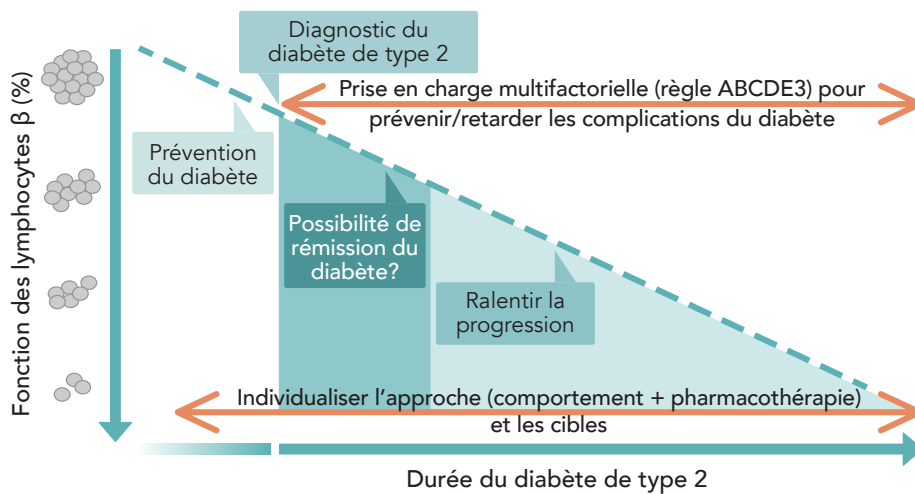 Diagnostic du
diabète de type 2
Prise en charge multifactorielle (règle ABCDE3) pour
prévenir/retarder les complications du diabète
Fonction des lymphocytes β (%)
Prévention
du diabète
Possibilité de
rémission du
diabète?
Ralentir la
progression
Individualiser l’approche (comportement + pharmacothérapie)
et les cibles
Durée du diabète de type 2